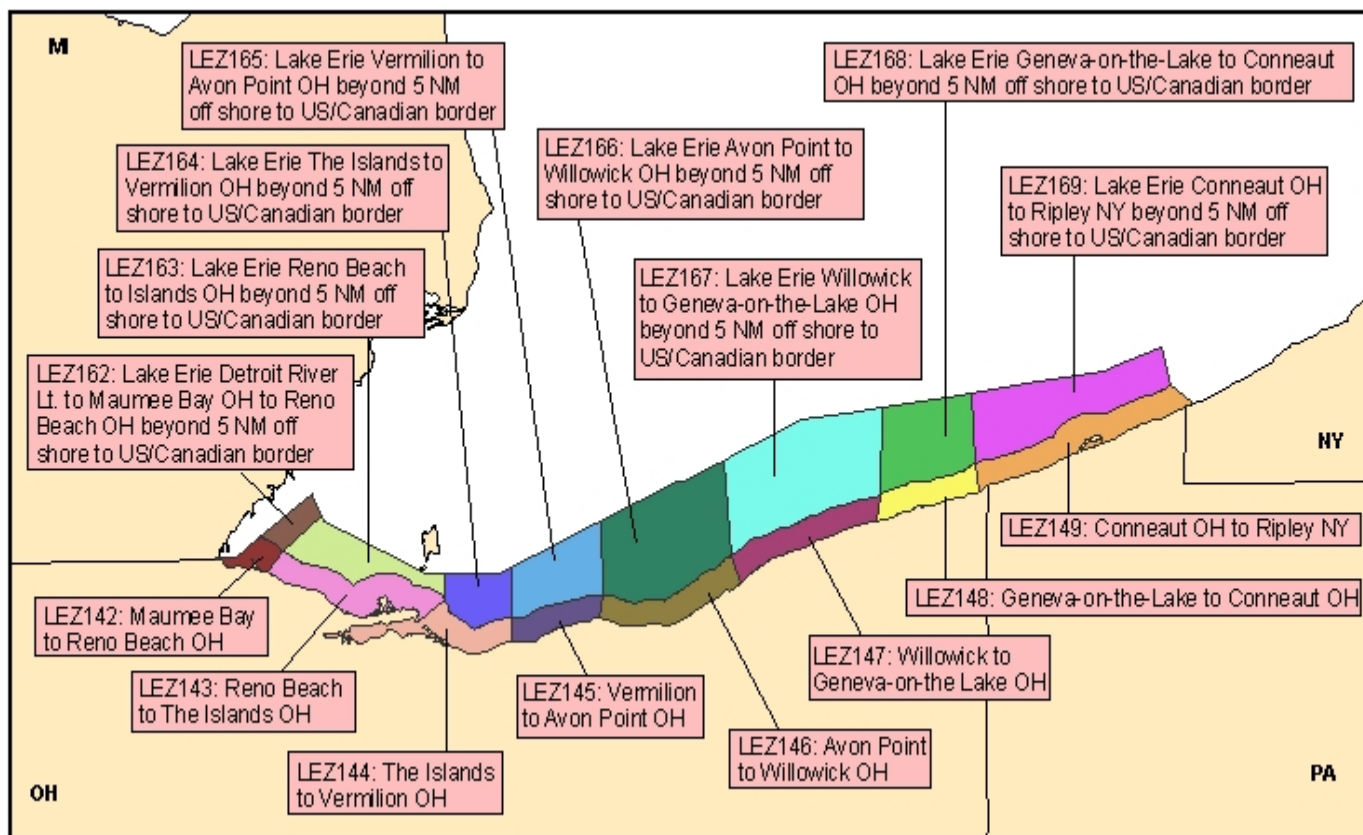 M
LEZ165: Lake Erie Vermilion to
Avon Point OH beyond 5 NM
off shore to US/Canadian border
LEZ168: Lake Erie Geneva-on-the-Lake to Conneaut
OH beyond 5 NM off shore to US/Canadian border
LEZ164: Lake Erie The Islands to
Vermilion OH beyond 5 NM off
shore to US/Canadian border
LEZ166: Lake Erie Avon Point to
Willowick OH beyond 5 NM off
shore to US/Canadian border
LEZ169: Lake Erie Conneaut OH
to Ripley NY beyond 5 NM off
shore to US/Canadian border
LEZ163: Lake Erie Reno Beach
to Islands OH beyond 5 NM off
shore to US/Canadian border
LEZ167: Lake Erie Willowick
to Geneva-on-the-Lake OH
beyond 5 NM off shore to
US/Canadian border
LEZ162: Lake Erie Detroit River
Lt. to Maumee Bay OH to Reno
Beach OH beyond 5 NM off
shore to US/Canadian border
NY
LEZ149: Conneaut OH to Ripley NY
LEZ142: Maumee Bay
to Reno Beach OH
LEZ148: Geneva-on-the-Lake to Conneaut OH
LEZ143: Reno Beach
to The Islands OH
LEZ145: Vermilion
to Avon Point OH
LEZ147: Willowick to
Geneva-on-the Lake OH
LEZ144: The Islands
to Vermilion OH
LEZ146: Avon Point
to Willowick OH
OH
PA